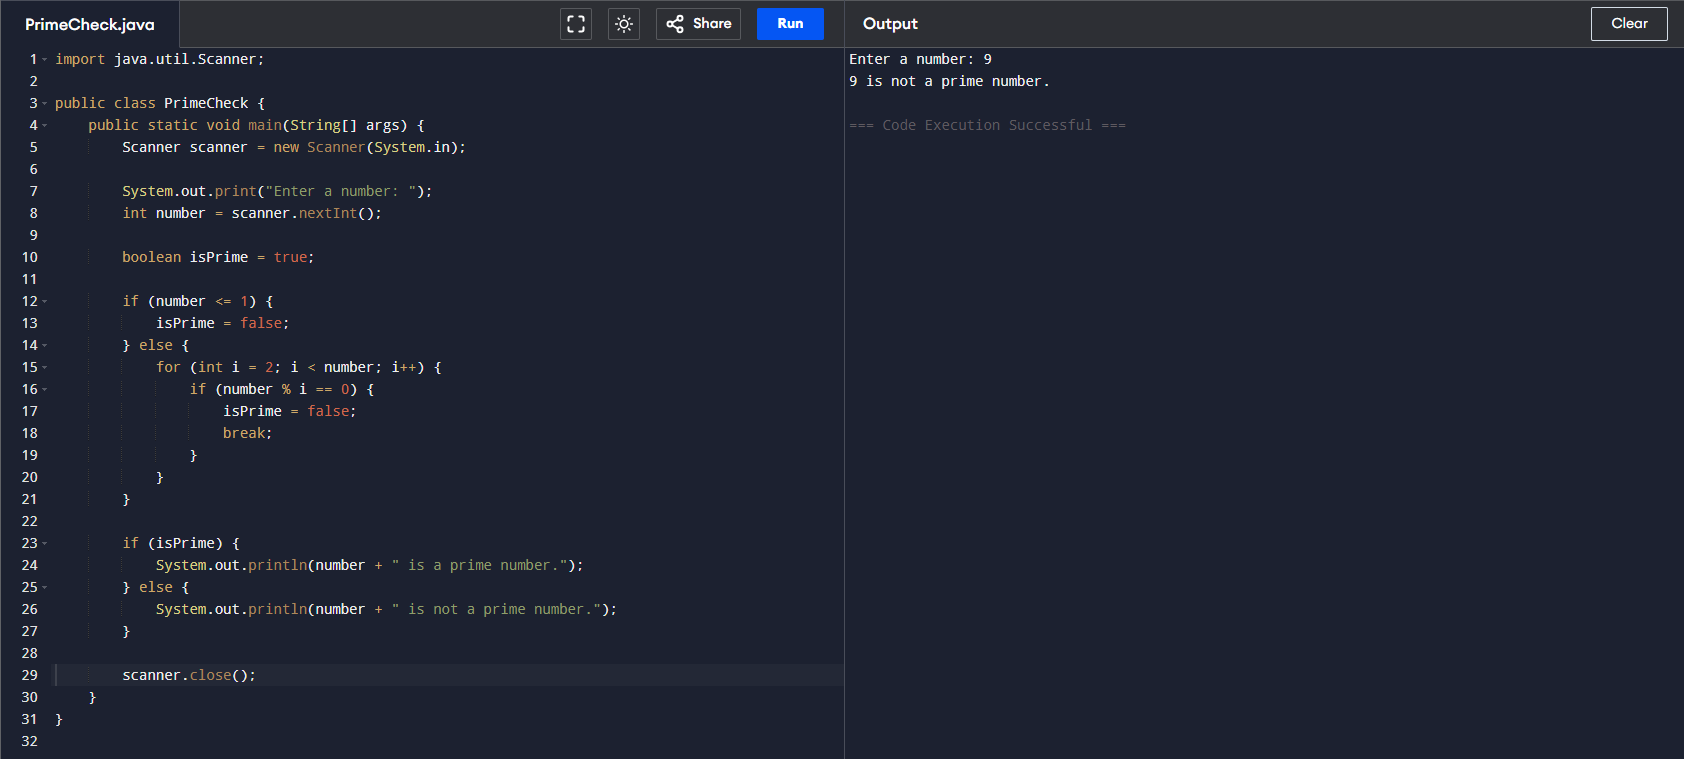 PrimeCheck.java
Share
Run
Output
Clear
1 import java.util.Scanner;
2
3 public class PrimeCheck {
4     public static void main(String[] args) {
5         Scanner scanner = new Scanner(System.in);
6
7         System.out.print("Enter a number: ");
8         int number = scanner.nextInt();
9
10         boolean isPrime = true;
11
12         if (number <= 1) {
13             isPrime = false;
14         } else {
15             for (int i = 2; i < number; i++) {
16                 if (number % i == 0) {
17                     isPrime = false;
18                     break;
19                 }
20             }
21         }
22
23         if (isPrime) {
24             System.out.println(number + " is a prime number.");
25         } else {
26             System.out.println(number + " is not a prime number.");
27         }
28
29         scanner.close();
30     }
31 }
32
Enter a number: 9
9 is not a prime number.
=== Code Execution Successful ===